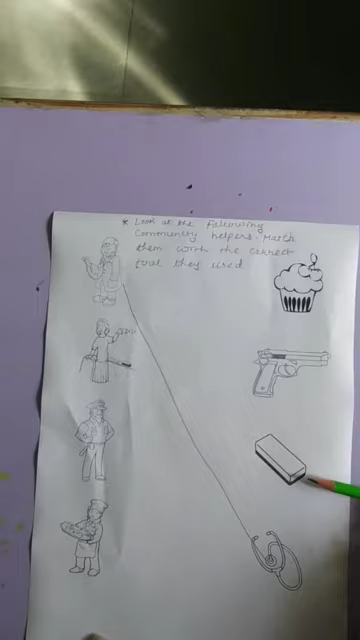 * Look at the following
Community helpers. Match
them with the correct
tool they used